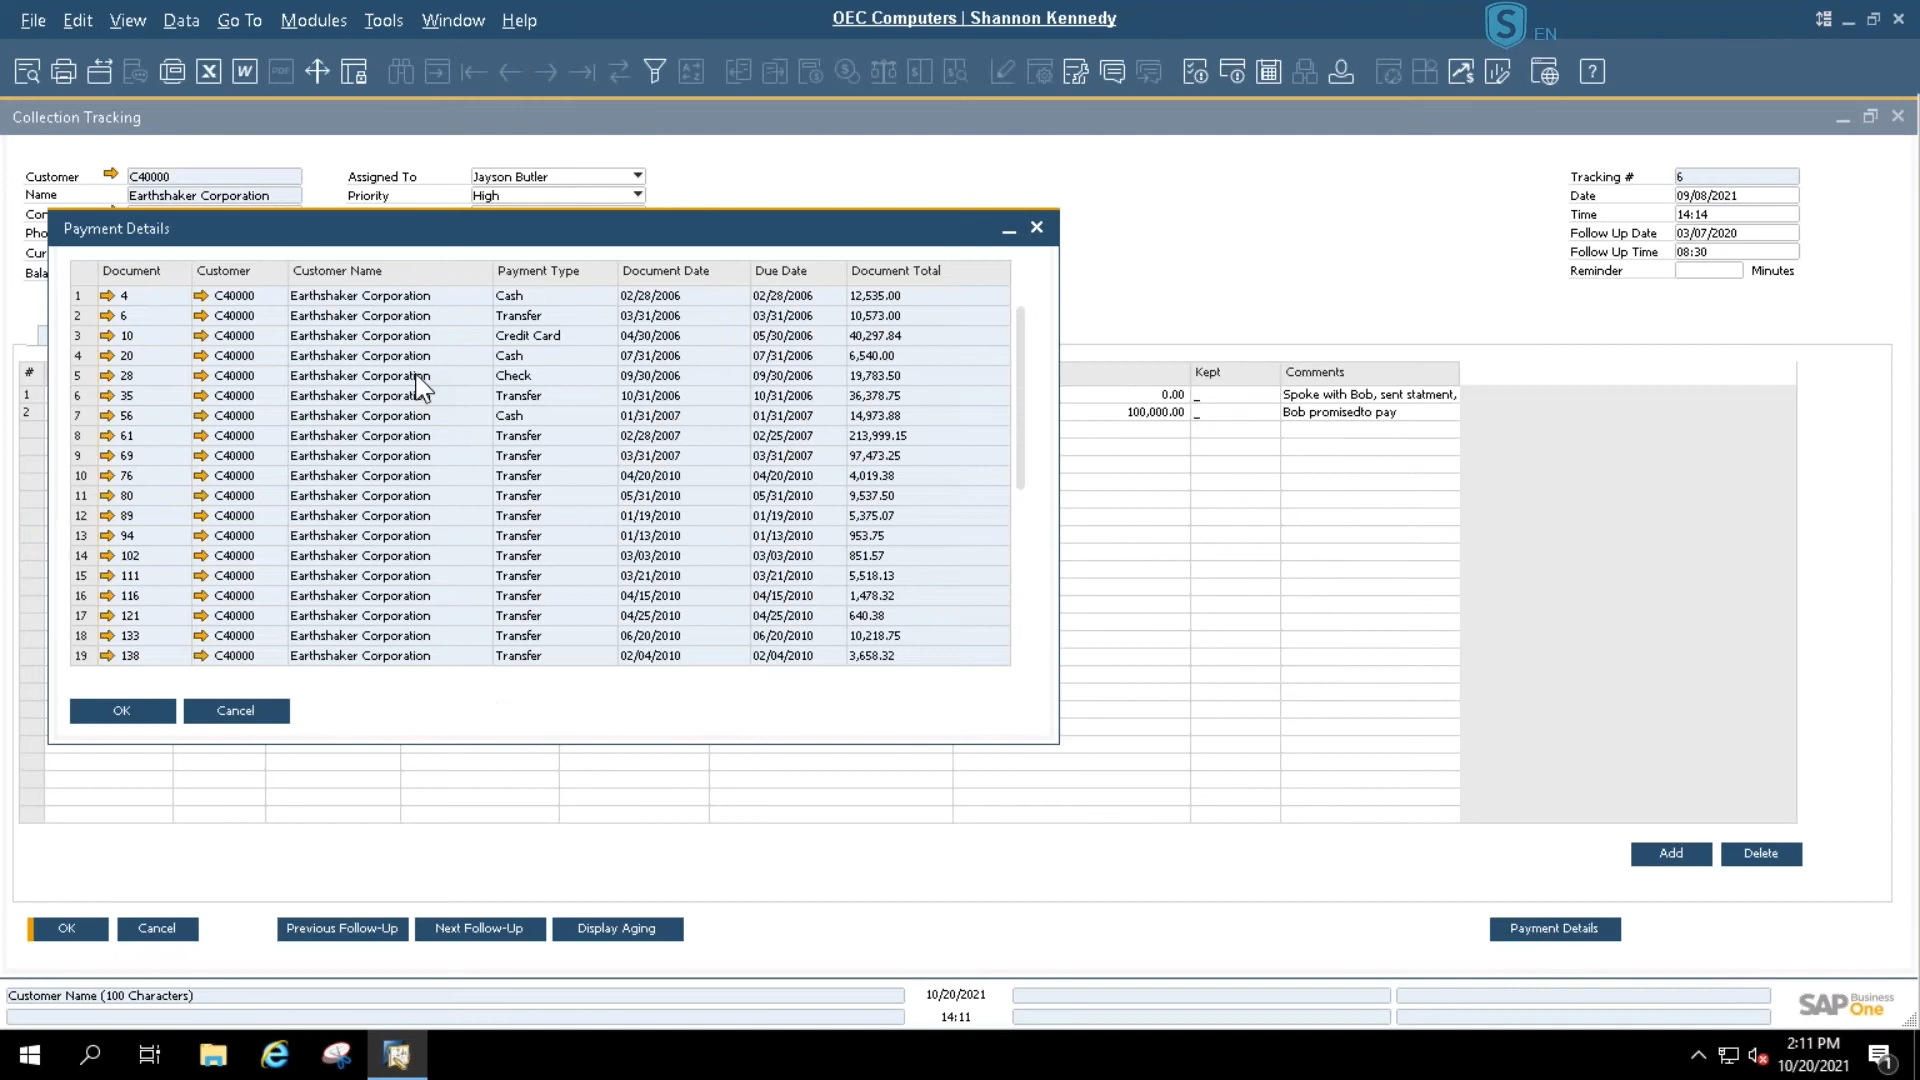 File Edit View Data Go To Modules Tools Window Help
OEC Computers | Shannon Kennedy
S EN
W PDF ?
Collection Tracking
Customer C40000 Assigned To Jayson Butler Tracking # 6
Name Earthshaker Corporation Priority High Date 09/08/2021
Con Time 14:14
Pho Follow Up Date 03/07/2020
Cur Follow Up Time 08:30
Bala Reminder Minutes
Payment Details
Document Customer Customer Name Payment Type Document Date Due Date Document Total
1 4 C40000 Earthshaker Corporation Cash 02/28/2006 02/28/2006 12,535.00
2 6 C40000 Earthshaker Corporation Transfer 03/31/2006 03/31/2006 10,573.00
3 10 C40000 Earthshaker Corporation Credit Card 04/30/2006 05/30/2006 40,297.84
4 20 C40000 Earthshaker Corporation Cash 07/31/2006 07/31/2006 6,540.00
5 28 C40000 Earthshaker Corporation Check 09/30/2006 09/30/2006 19,783.50
6 35 C40000 Earthshaker Corporation Transfer 10/31/2006 10/31/2006 36,378.75
7 56 C40000 Earthshaker Corporation Cash 01/31/2007 01/31/2007 14,973.88
8 61 C40000 Earthshaker Corporation Transfer 02/28/2007 02/25/2007 213,999.15
9 69 C40000 Earthshaker Corporation Transfer 03/31/2007 03/31/2007 97,473.25
10 76 C40000 Earthshaker Corporation Transfer 04/20/2010 04/20/2010 4,019.38
11 80 C40000 Earthshaker Corporation Transfer 05/31/2010 05/31/2010 9,537.50
12 89 C40000 Earthshaker Corporation Transfer 01/19/2010 01/19/2010 5,375.07
13 94 C40000 Earthshaker Corporation Transfer 01/13/2010 01/13/2010 953.75
14 102 C40000 Earthshaker Corporation Transfer 03/03/2010 03/03/2010 851.57
15 111 C40000 Earthshaker Corporation Transfer 03/21/2010 03/21/2010 5,518.13
16 116 C40000 Earthshaker Corporation Transfer 04/15/2010 04/15/2010 1,478.32
17 121 C40000 Earthshaker Corporation Transfer 04/25/2010 04/25/2010 640.38
18 133 C40000 Earthshaker Corporation Transfer 06/20/2010 06/20/2010 10,218.75
19 138 C40000 Earthshaker Corporation Transfer 02/04/2010 02/04/2010 3,658.32
OK Cancel
# Kept Comments
1 0.00 _ Spoke with Bob, sent statment,
2 100,000.00 _ Bob promisedto pay
Add Delete
OK Cancel Previous Follow-Up Next Follow-Up Display Aging Payment Details
Customer Name (100 Characters) 10/20/2021
14:11
SAP Business One
2:11 PM
10/20/2021
1